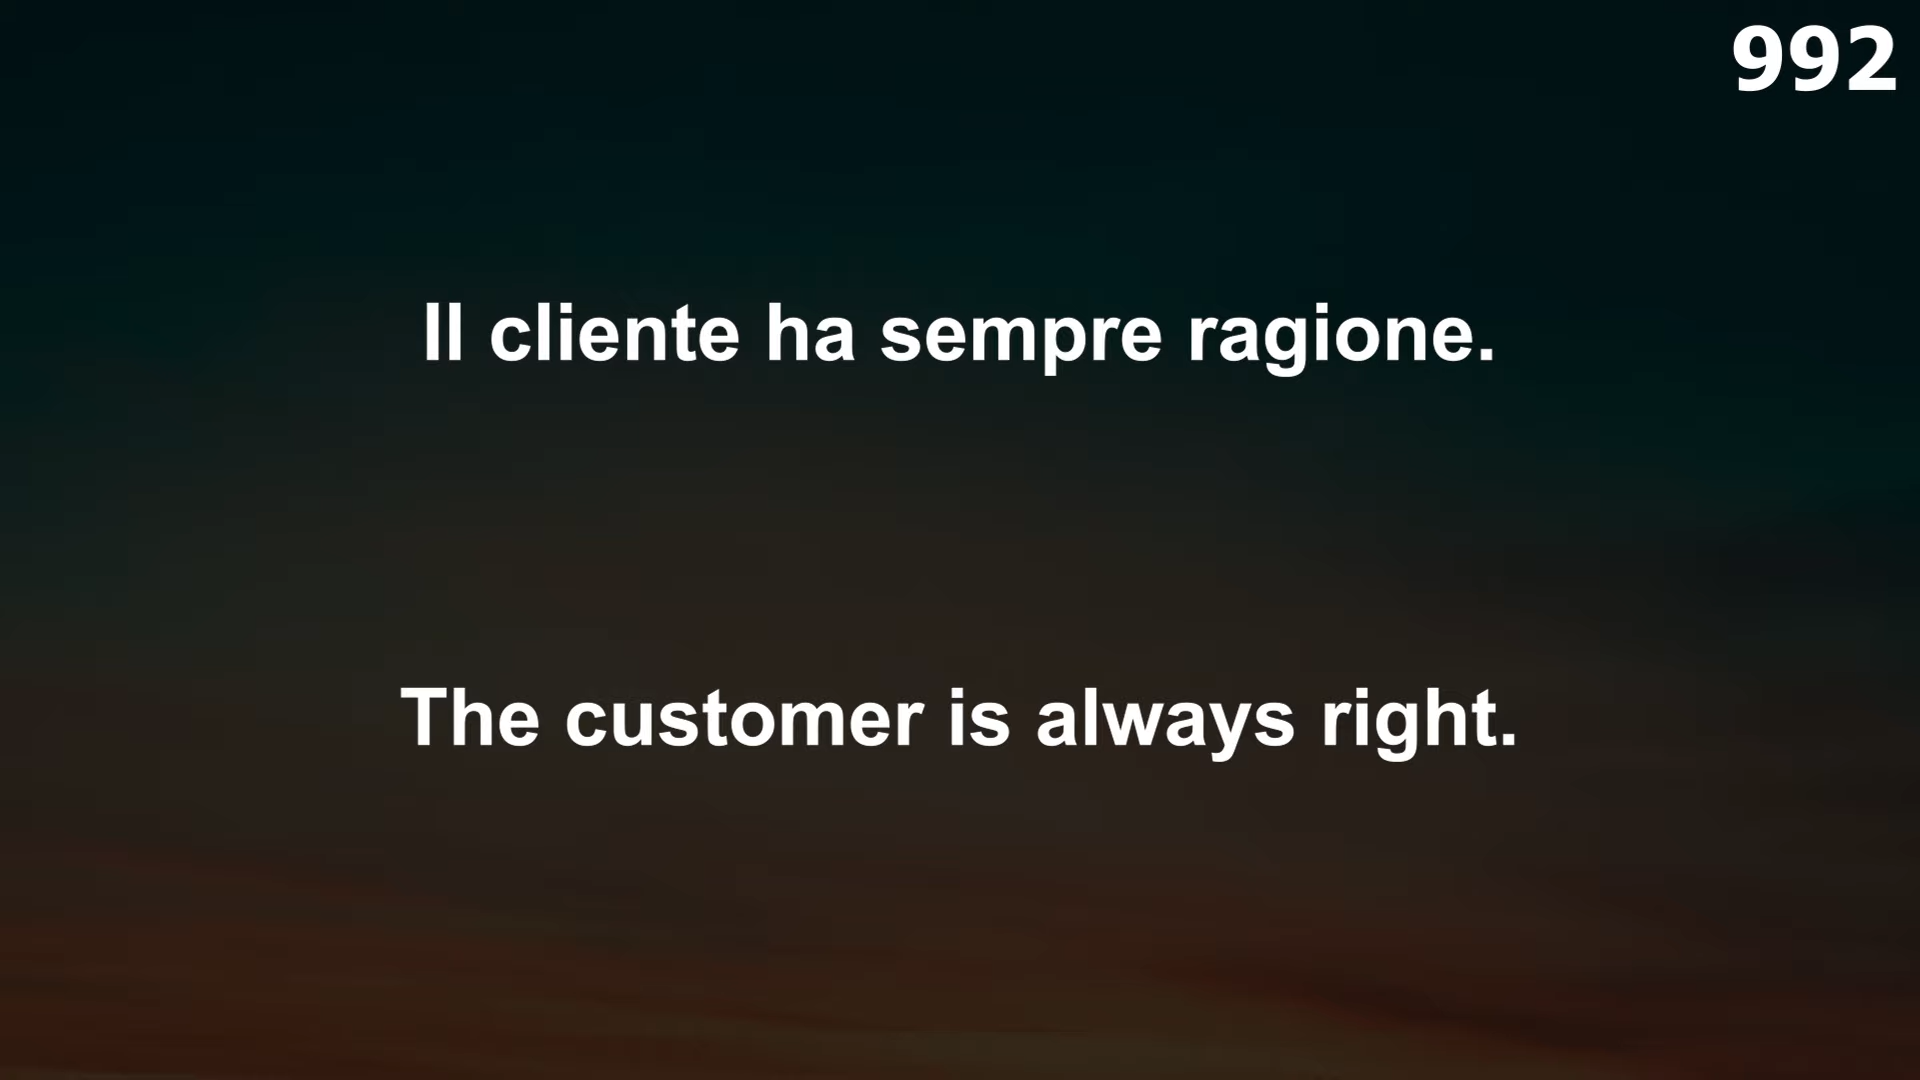 992
Il cliente ha sempre ragione.
The customer is always right.